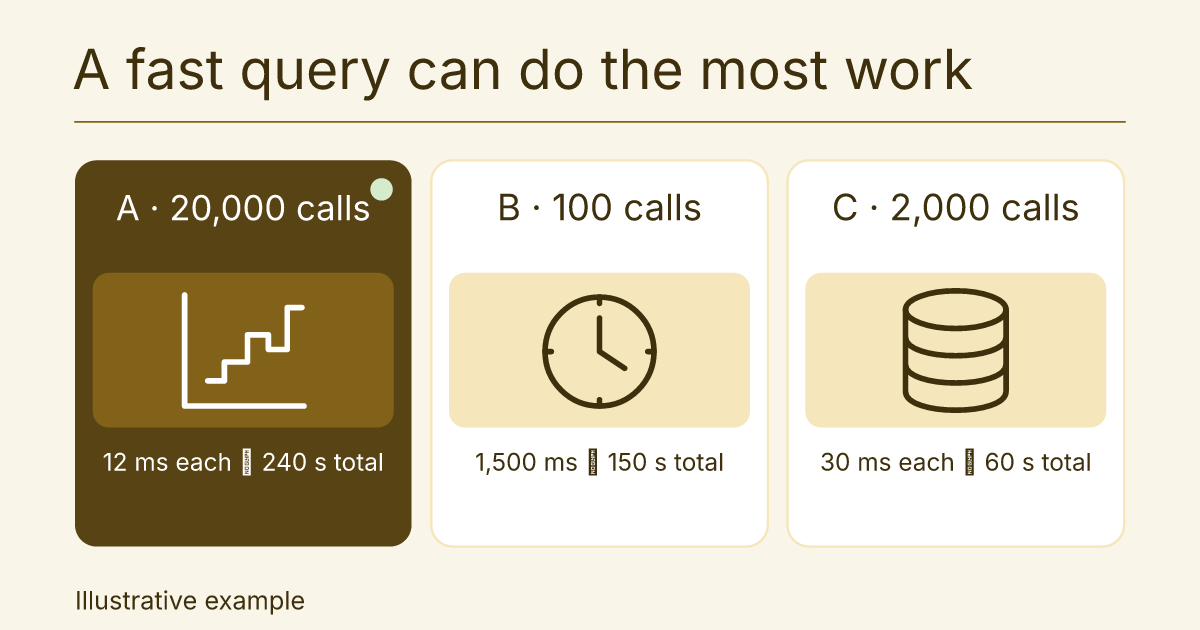 A fast query can do the most work
A · 20,000 calls
12 ms each 240 s total
B · 100 calls
1,500 ms 150 s total
C · 2,000 calls
30 ms each 60 s total
Illustrative example